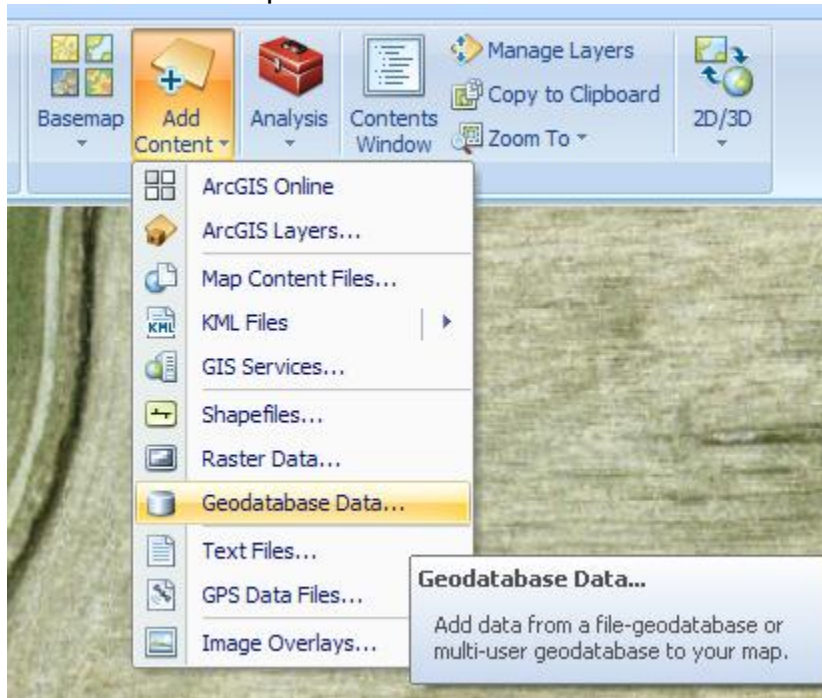 Manage Layers
Copy to Clipboard
Zoom To
Basemap
Add
Content
Analysis
Contents
Window
2D/3D
ArcGIS Online
ArcGIS Layers...
Map Content Files...
KML
KML Files
GIS Services...
Shapefiles...
Raster Data...
Geodatabase Data...
Text Files...
GPS Data Files...
Image Overlays...
Geodatabase Data...
Add data from a file-geodatabase or
multi-user geodatabase to your map.